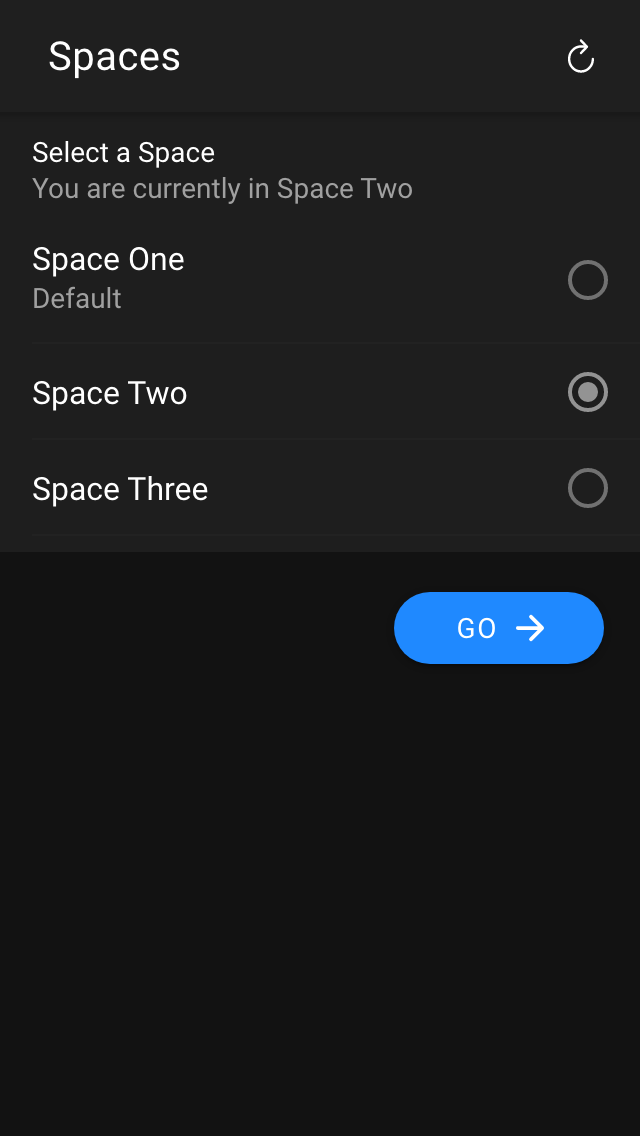 Spaces
Select a Space
You are currently in Space Two
Space One
Default
Space Two
Space Three
GO